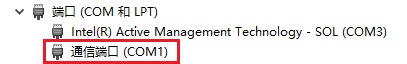 端口 (COM 和 LPT)
Intel(R) Active Management Technology - SOL (COM3)
通信端口 (COM1)